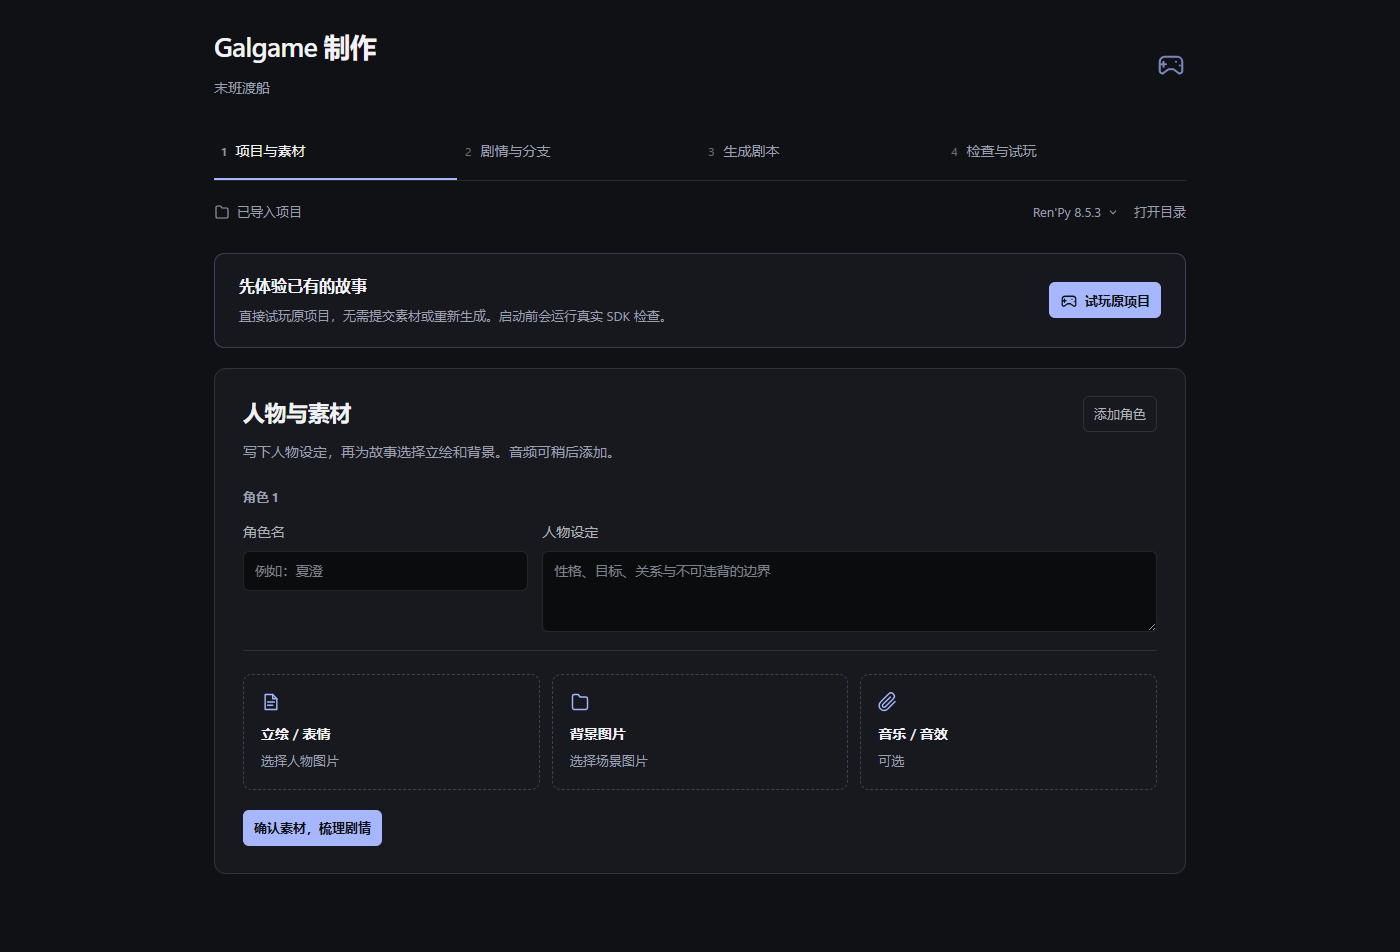 Galgame 制作
末班渡船
1 项目与素材
2 剧情与分支
3 生成剧本
4 检查与试玩
已导入项目
Ren'Py 8.5.3
打开目录
先体验已有的故事
直接试玩原项目，无需提交素材或重新生成。启动前会运行真实 SDK 检查。
试玩原项目
人物与素材
添加角色
写下人物设定，再为故事选择立绘和背景。音频可稍后添加。
角色 1
角色名
人物设定
例如：夏澄
性格、目标、关系与不可违背的边界
立绘 / 表情
选择人物图片
背景图片
选择场景图片
音乐 / 音效
可选
确认素材，梳理剧情